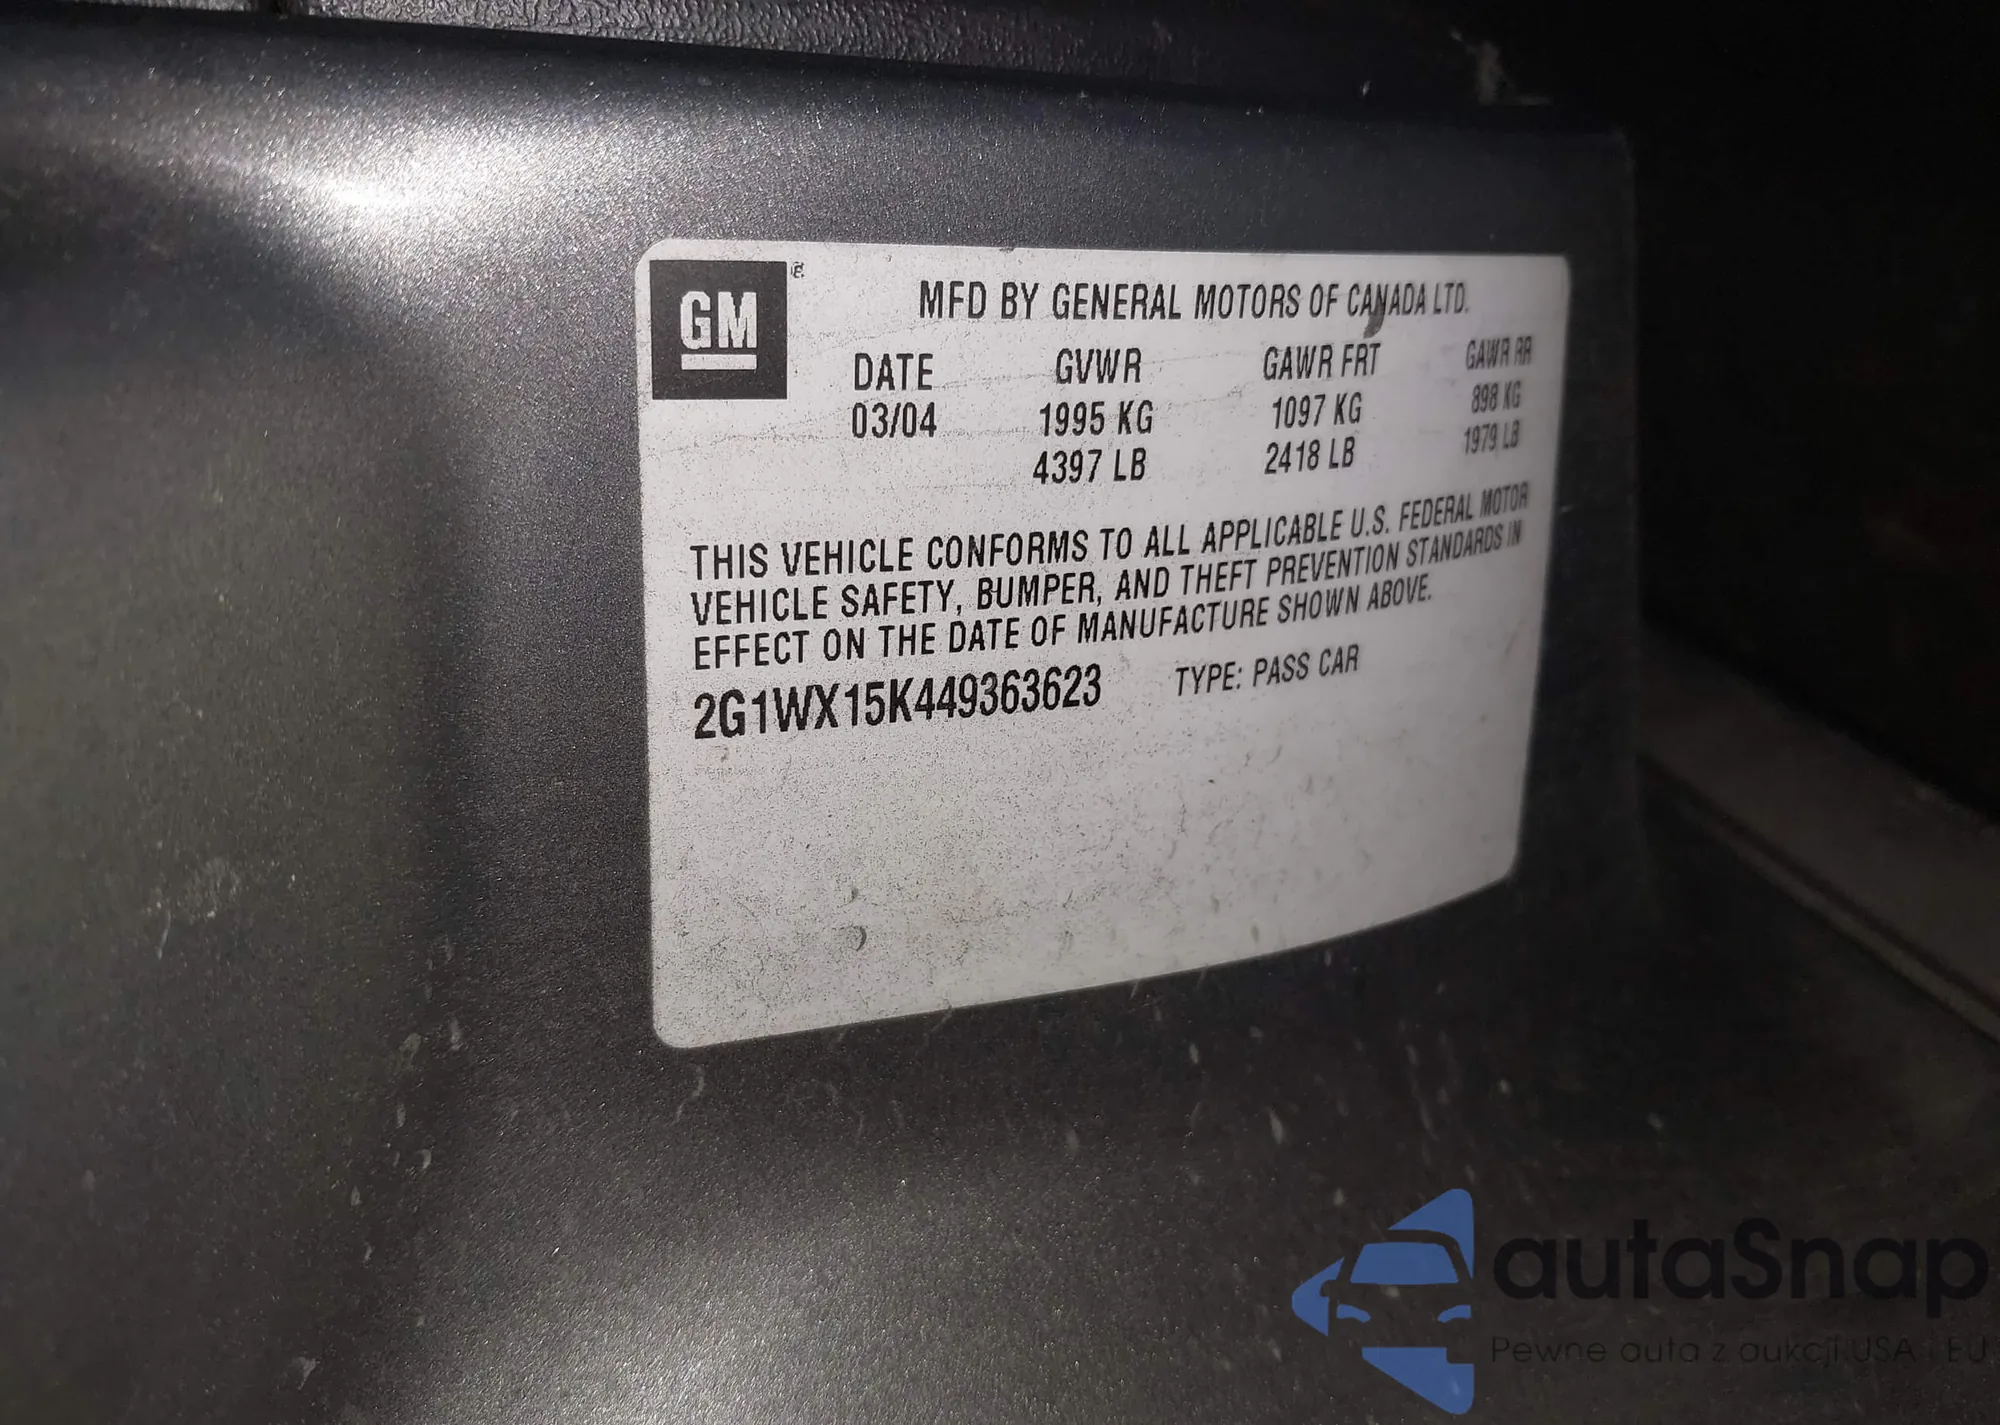 GM
MFD BY GENERAL MOTORS OF CANADA LTD.
DATE GVWR GAWR FRT GAWR RR
03/04 1995 KG 1097 KG 898 KG
4397 LB 2418 LB 1979 LB
THIS VEHICLE CONFORMS TO ALL APPLICABLE U.S. FEDERAL MOTOR
VEHICLE SAFETY, BUMPER, AND THEFT PREVENTION STANDARDS IN
EFFECT ON THE DATE OF MANUFACTURE SHOWN ABOVE.
2G1WX15K449363623 TYPE: PASS CAR
autaSnap
Pewne auta z aukcji USA i EU